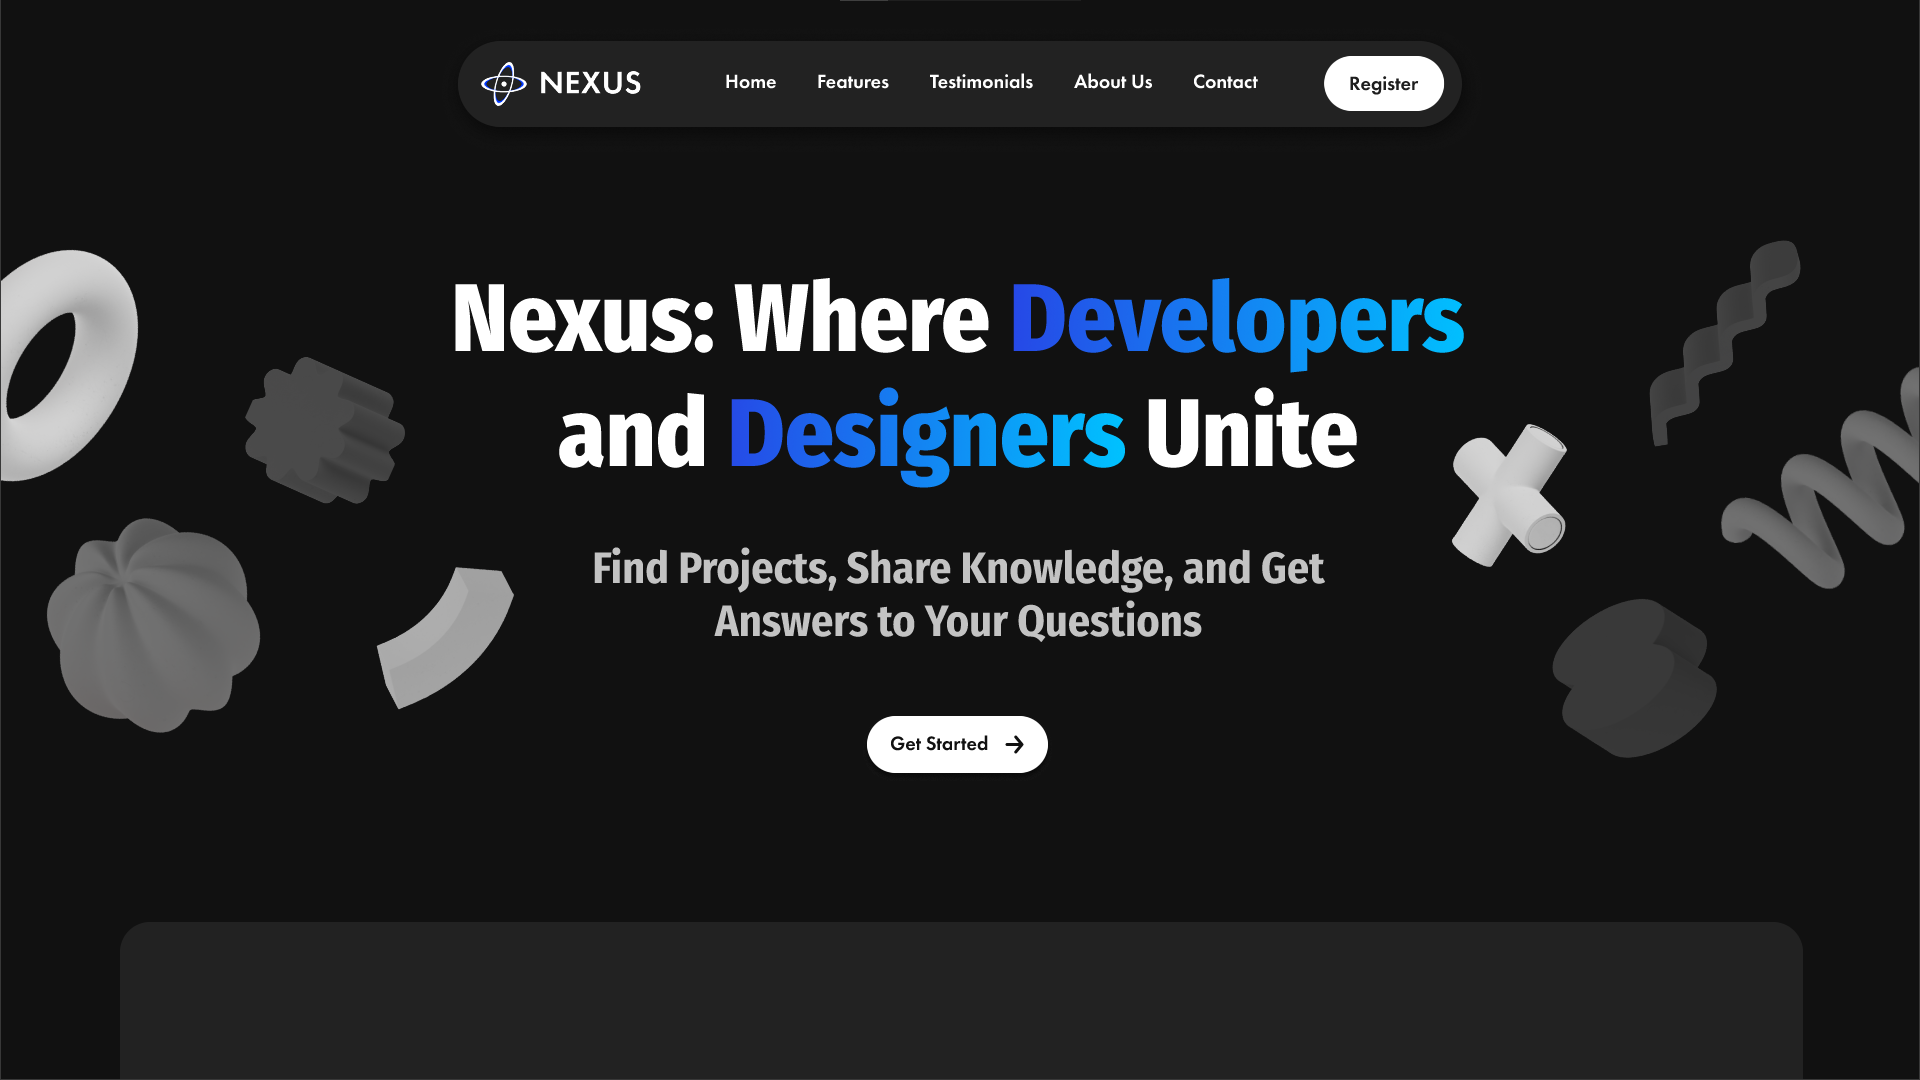 NEXUS Home Features Testimonials About Us Contact Register
Nexus: Where Developers
and Designers Unite
Find Projects, Share Knowledge, and Get
Answers to Your Questions
Get Started